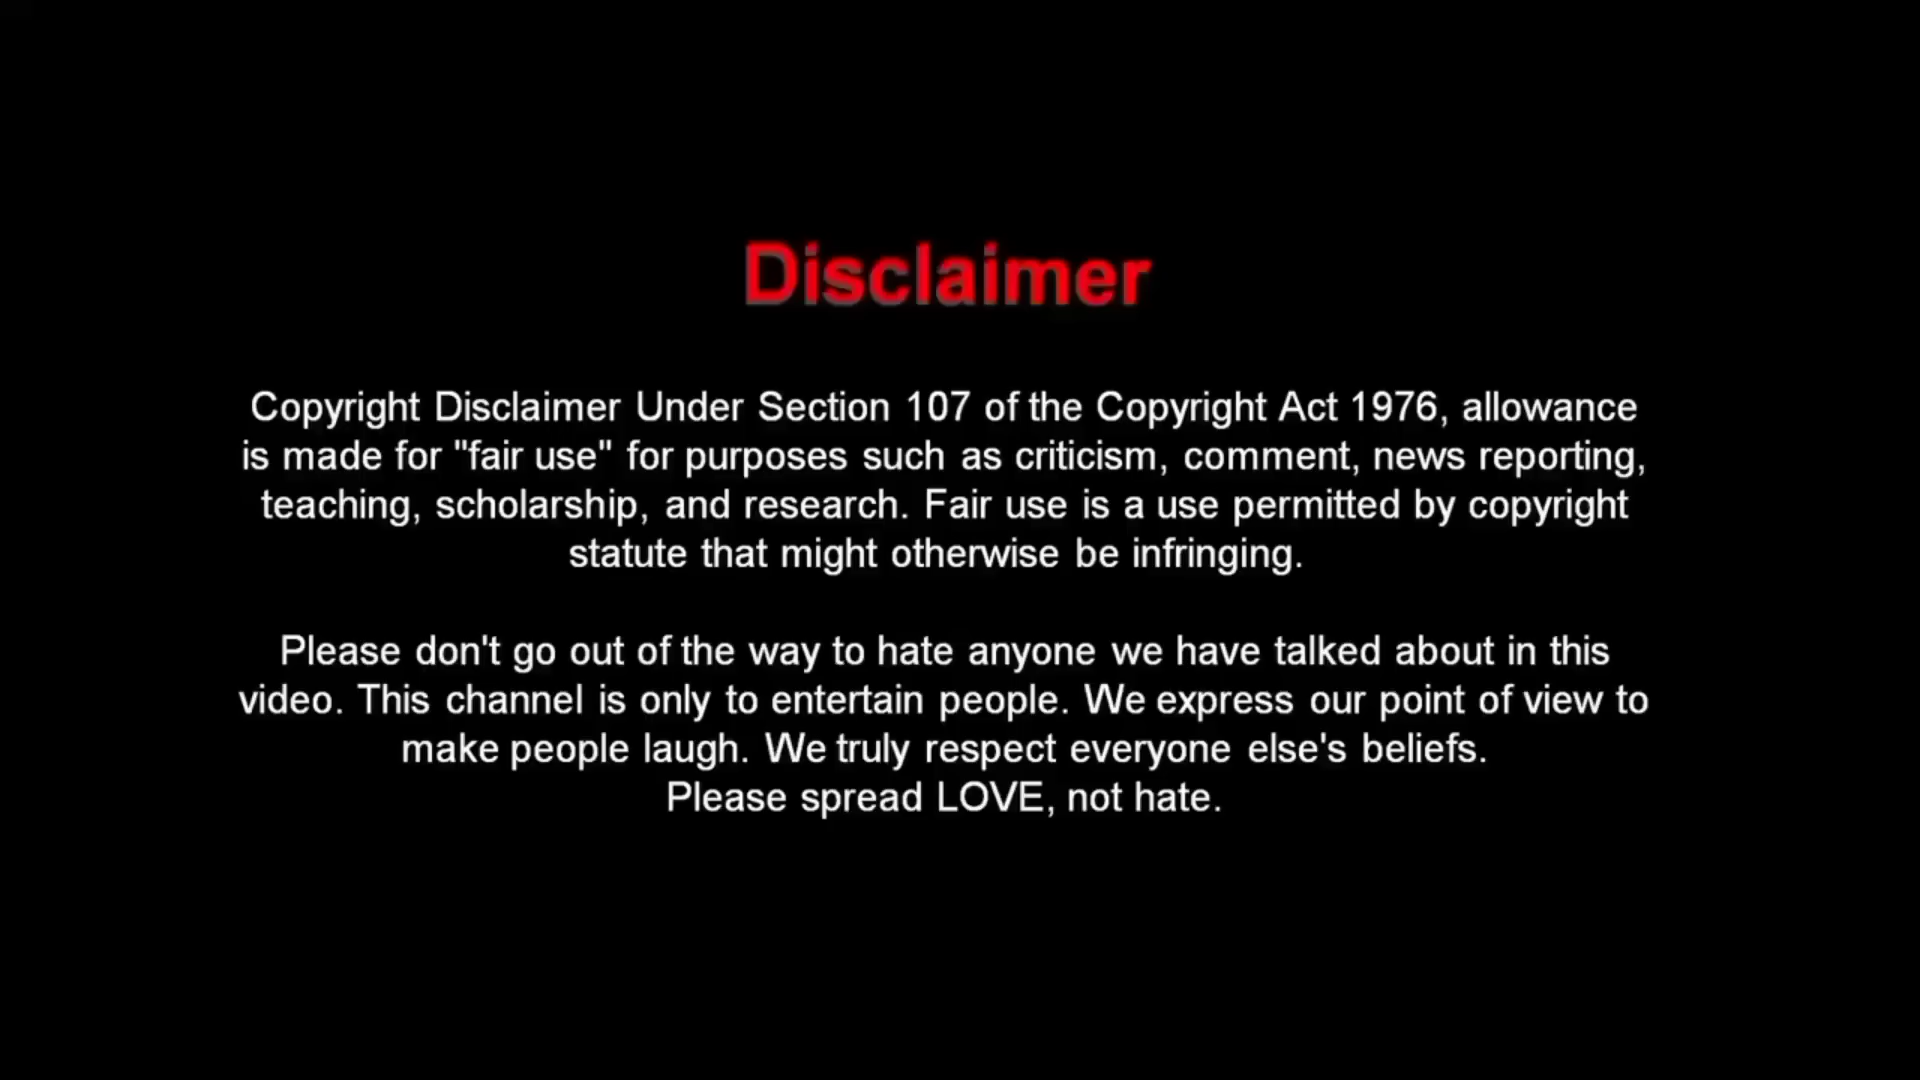 Disclaimer
Copyright Disclaimer Under Section 107 of the Copyright Act 1976, allowance
is made for "fair use" for purposes such as criticism, comment, news reporting,
teaching, scholarship, and research. Fair use is a use permitted by copyright
statute that might otherwise be infringing.
Please don't go out of the way to hate anyone we have talked about in this
video. This channel is only to entertain people. We express our point of view to
make people laugh. We truly respect everyone else's beliefs.
Please spread LOVE, not hate.